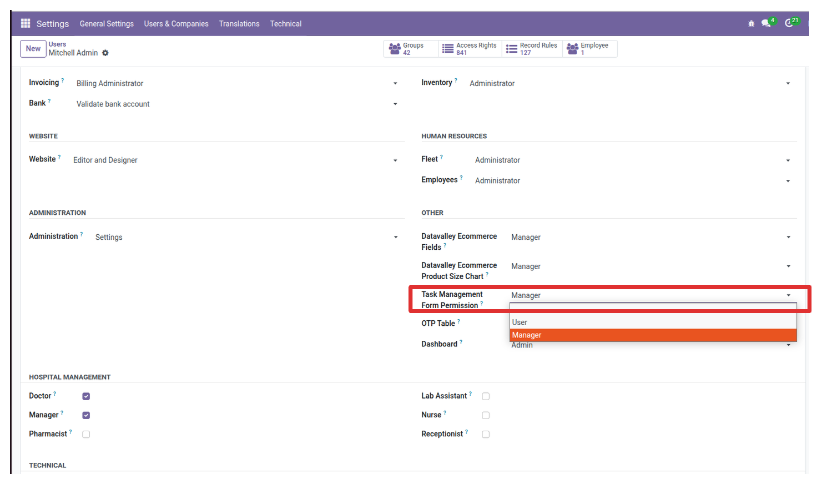 Settings General Settings Users & Companies Translations Technical 4 21
New Users Groups 42 Access Rights 841 Record Rules 127 Employee 1
Mitchell Admin
Invoicing ? Billing Administrator Inventory ? Administrator
Bank ? Validate bank account
WEBSITE HUMAN RESOURCES
Website ? Editor and Designer Fleet ? Administrator
Employees ? Administrator
ADMINISTRATION OTHER
Administration ? Settings Datavalley Ecommerce Manager
Fields ?
Datavalley Ecommerce Manager
Product Size Chart ?
Task Management Manager
Form Permission ?
OTP Table ? User
Manager
Dashboard ? Admin
HOSPITAL MANAGEMENT
Doctor ? Lab Assistant ?
Manager ? Nurse ?
Pharmacist ? Receptionist ?
TECHNICAL